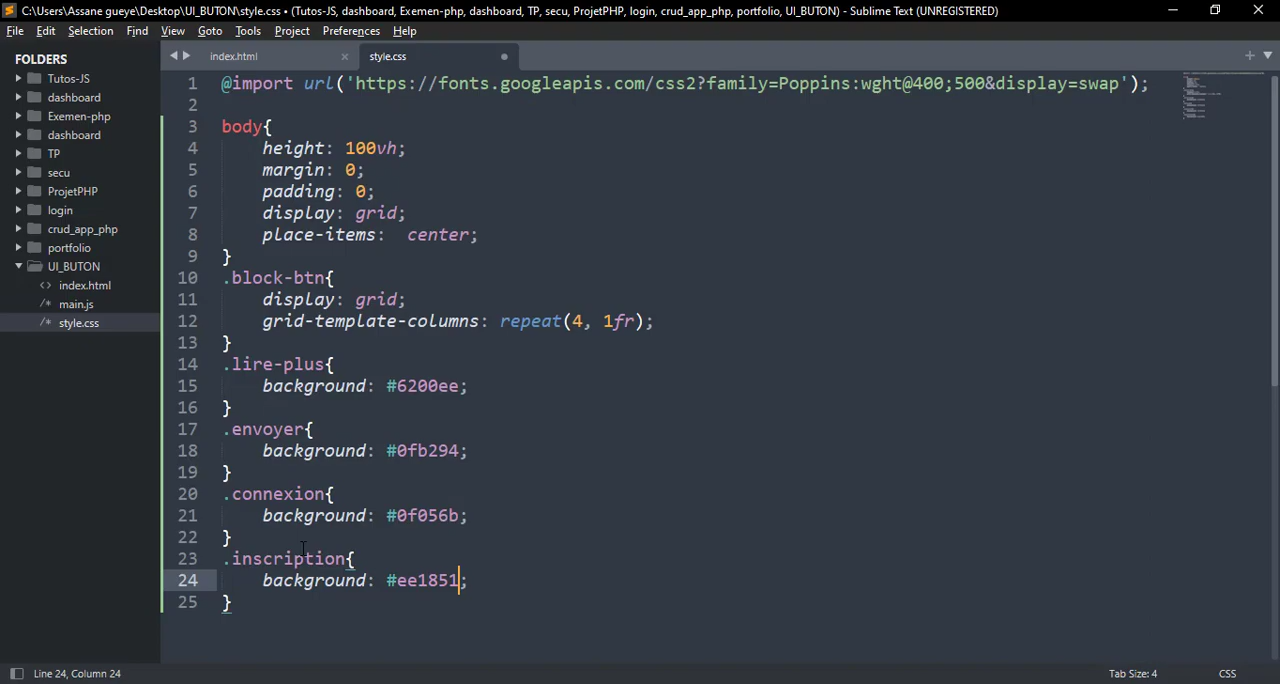 C:\Users\Assane gueye\Desktop\UI_BUTON\style.css • (Tutos-JS, dashboard, Exemen-php, dashboard, TP, secu, ProjetPHP, login, crud_app_php, portfolio, UI_BUTON) - Sublime Text (UNREGISTERED)
File Edit Selection Find View Goto Tools Project Preferences Help
FOLDERS
Tutos-JS
dashboard
Exemen-php
dashboard
TP
secu
ProjetPHP
login
crud_app_php
portfolio
UI_BUTON
<> index.html
/* main.js
/* style.css
index.html × style.css
1 @import url('https://fonts.googleapis.com/css2?family=Poppins:wght@400;500&display=swap');
2
3 body{
4 height: 100vh;
5 margin: 0;
6 padding: 0;
7 display: grid;
8 place-items:  center;
9 }
10 .block-btn{
11 display: grid;
12 grid-template-columns: repeat(4, 1fr);
13 }
14 .lire-plus{
15 background: #6200ee;
16 }
17 .envoyer{
18 background: #0fb294;
19 }
20 .connexion{
21 background: #0f056b;
22 }
23 .inscription{
24 background: #ee1851;
25 }
Line 24, Column 24
Tab Size: 4
CSS